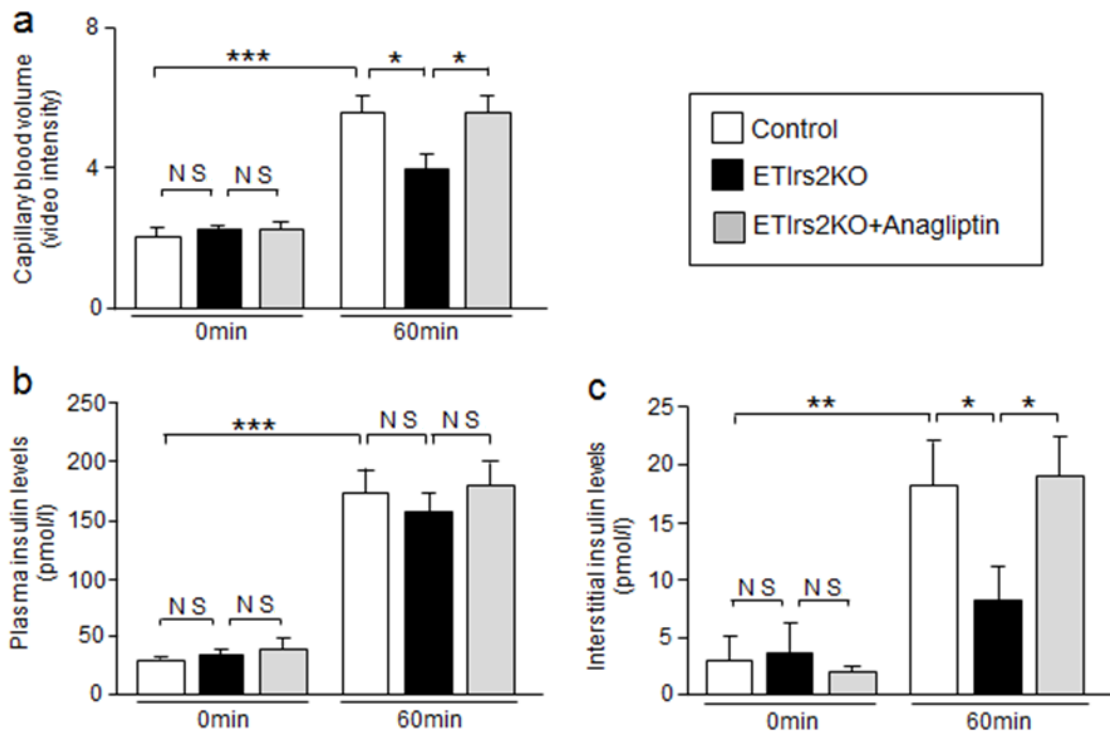 a
Capillary blood volume
(video intensity)
8
4
0
***
*
*
N S
N S
0min
60min
Control
ETIrs2KO
ETIrs2KO+Anagliptin
b
Plasma insulin levels
(pmol/l)
250
200
150
100
50
0
***
N S
N S
N S
N S
0min
60min
c
Interstitial insulin levels
(pmol/l)
25
20
15
10
5
0
**
*
*
N S
N S
0min
60min